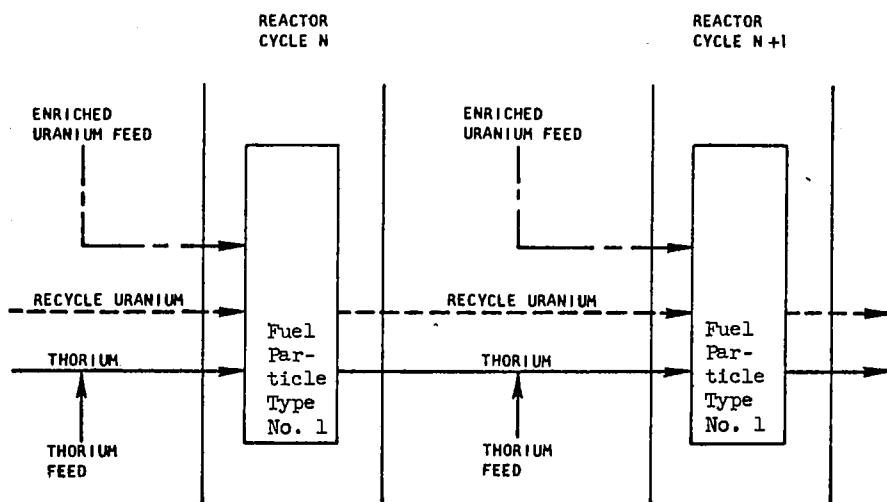 REACTOR
CYCLE N
REACTOR
CYCLE N+1
ENRICHED
URANIUM FEED
ENRICHED
URANIUM FEED
RECYCLE URANIUM
RECYCLE URANIUM
Fuel
Par-
ticle
Type
No. 1
Fuel
Par-
ticle
Type
No. 1
THORIUM
THORIUM
THORIUM
FEED
THORIUM
FEED